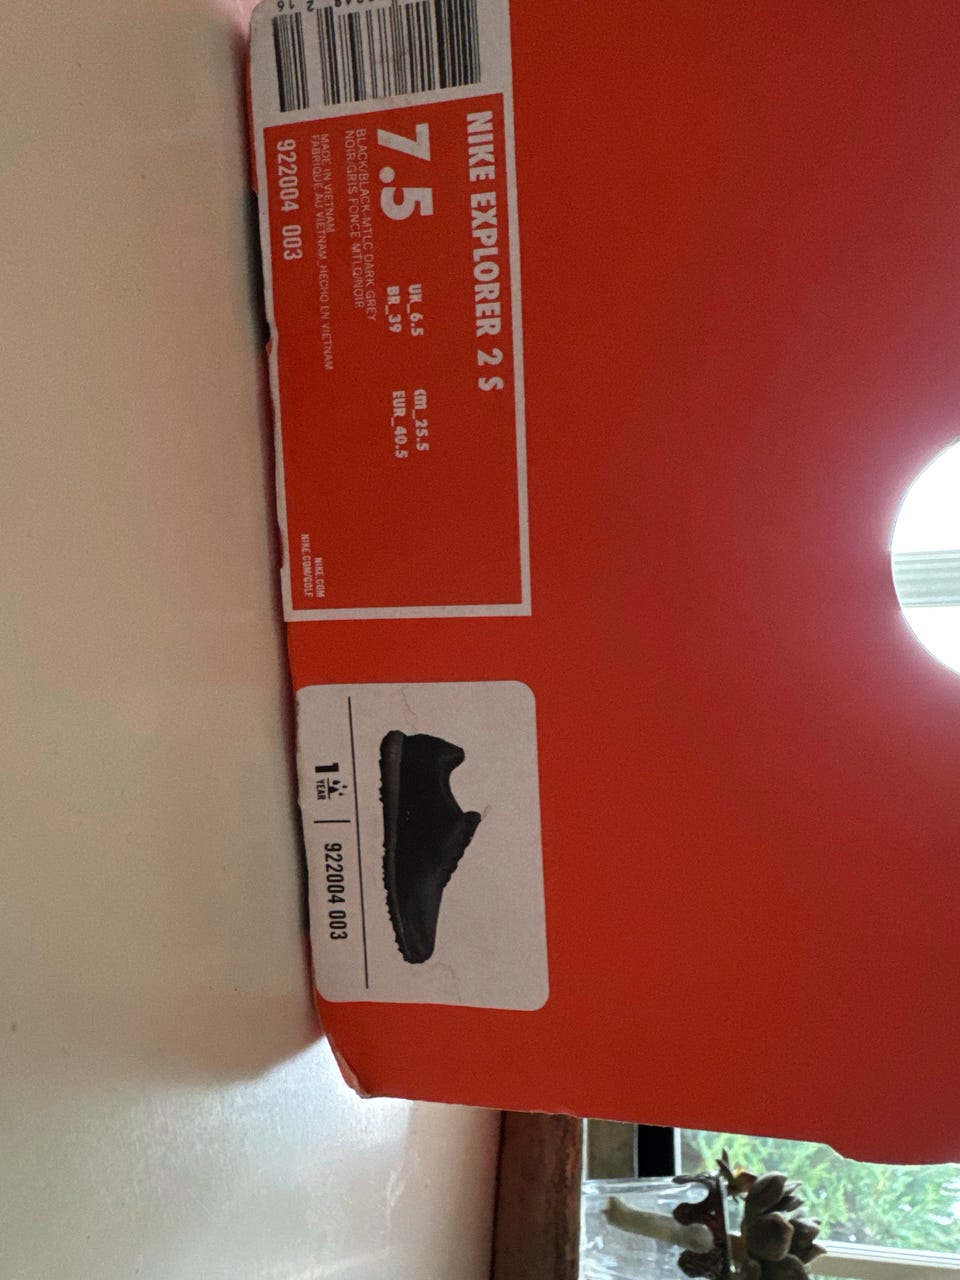 NIKE EXPLORER 2 S
7.5
UK_6.5
cm_25.5
BR_39
EUR_40.5
BLACK/BLACK-MTLC DARK GREY
NOIR/GRIS FONCE MTLQ/NOIR
MADE IN VIETNAM
FABRIQUE AU VIETNAM HECHO EN VIETNAM
922004 003
NIKE.COM
NIKE.COM/GOLF
1 YEAR
922004 003